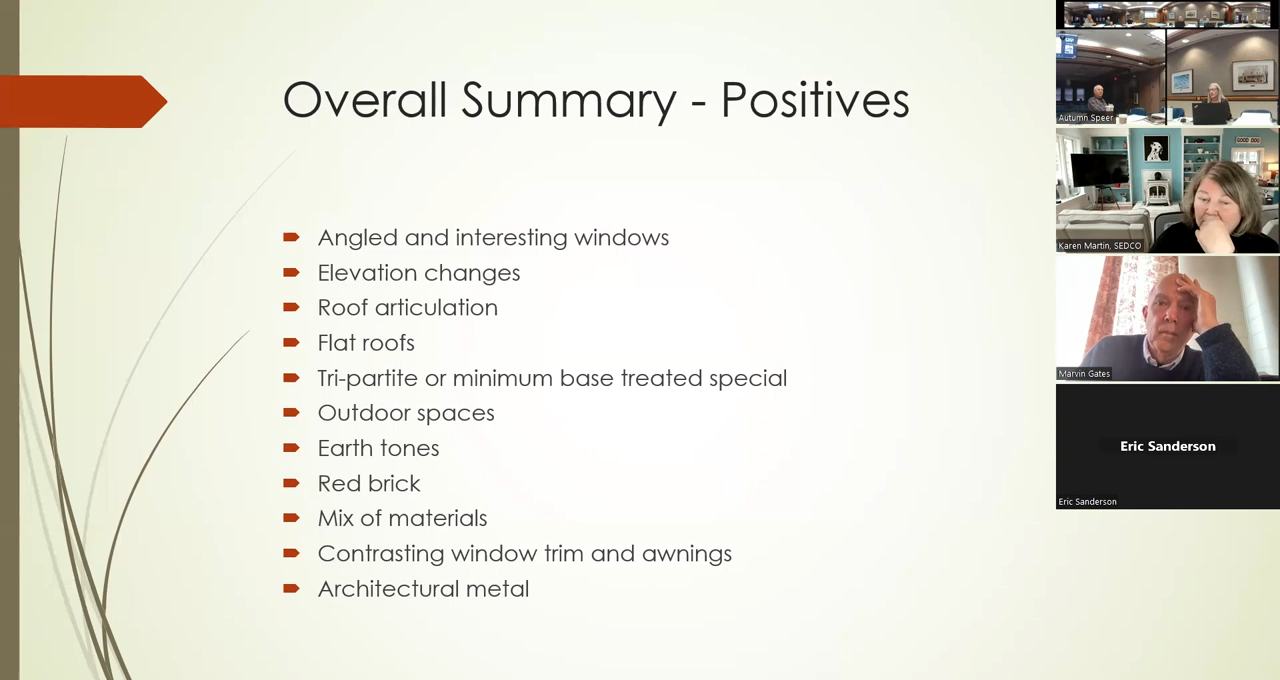 Overall Summary - Positives
Angled and interesting windows
Elevation changes
Roof articulation
Flat roofs
Tri-partite or minimum base treated special
Outdoor spaces
Earth tones
Red brick
Mix of materials
Contrasting window trim and awnings
Architectural metal
Autumn Speer
GOOD DOG
Karen Martin, SEDCO
Marvin Gates
Eric Sanderson
Eric Sanderson